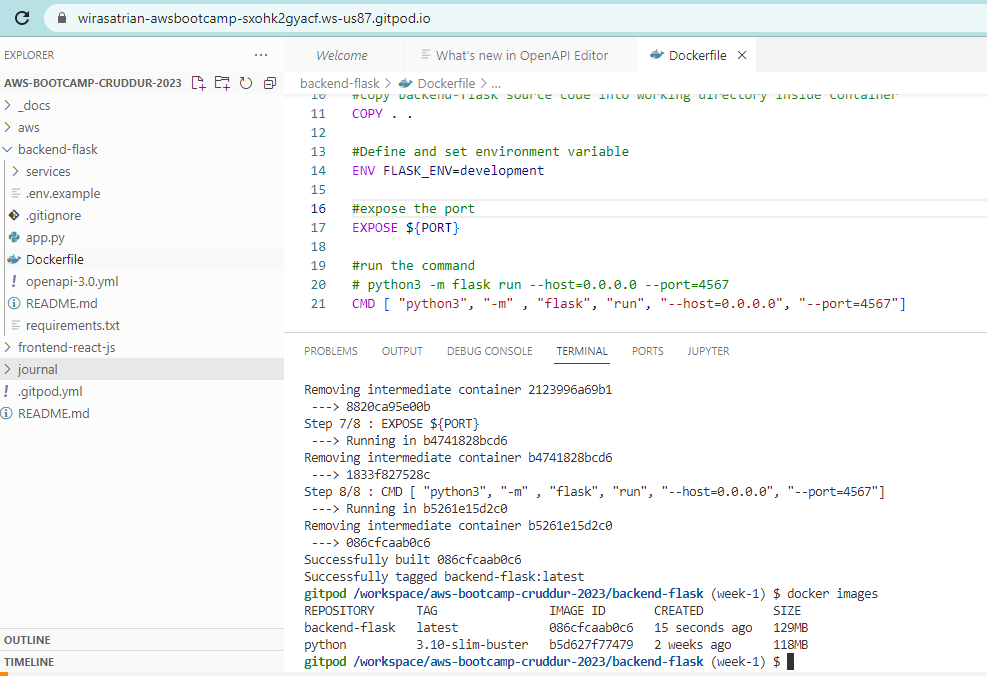 wirasatrian-awsbootcamp-sxohk2gyacf.ws-us87.gitpod.io
EXPLORER
AWS-BOOTCAMP-CRUDDUR-2023
_docs
aws
backend-flask
services
.env.example
.gitignore
app.py
Dockerfile
openapi-3.0.yml
README.md
requirements.txt
frontend-react-js
journal
.gitpod.yml
README.md
OUTLINE
TIMELINE
Welcome
What's new in OpenAPI Editor
Dockerfile
backend-flask > Dockerfile > ...
10 #copy backend-flask source code into working directory inside container
11 COPY . .
12
13 #Define and set environment variable
14 ENV FLASK_ENV=development
15
16 #expose the port
17 EXPOSE ${PORT}
18
19 #run the command
20 # python3 -m flask run --host=0.0.0.0 --port=4567
21 CMD [ "python3", "-m" , "flask", "run", "--host=0.0.0.0", "--port=4567"]
PROBLEMS OUTPUT DEBUG CONSOLE TERMINAL PORTS JUPYTER
Removing intermediate container 2123996a69b1
---> 8820ca95e00b
Step 7/8 : EXPOSE ${PORT}
---> Running in b4741828bcd6
Removing intermediate container b4741828bcd6
---> 1833f827528c
Step 8/8 : CMD [ "python3", "-m" , "flask", "run", "--host=0.0.0.0", "--port=4567"]
---> Running in b5261e15d2c0
Removing intermediate container b5261e15d2c0
---> 086cfcaab0c6
Successfully built 086cfcaab0c6
Successfully tagged backend-flask:latest
gitpod /workspace/aws-bootcamp-cruddur-2023/backend-flask (week-1) $ docker images
REPOSITORY TAG IMAGE ID CREATED SIZE
backend-flask latest 086cfcaab0c6 15 seconds ago 129MB
python 3.10-slim-buster b5d627f77479 2 weeks ago 118MB
gitpod /workspace/aws-bootcamp-cruddur-2023/backend-flask (week-1) $